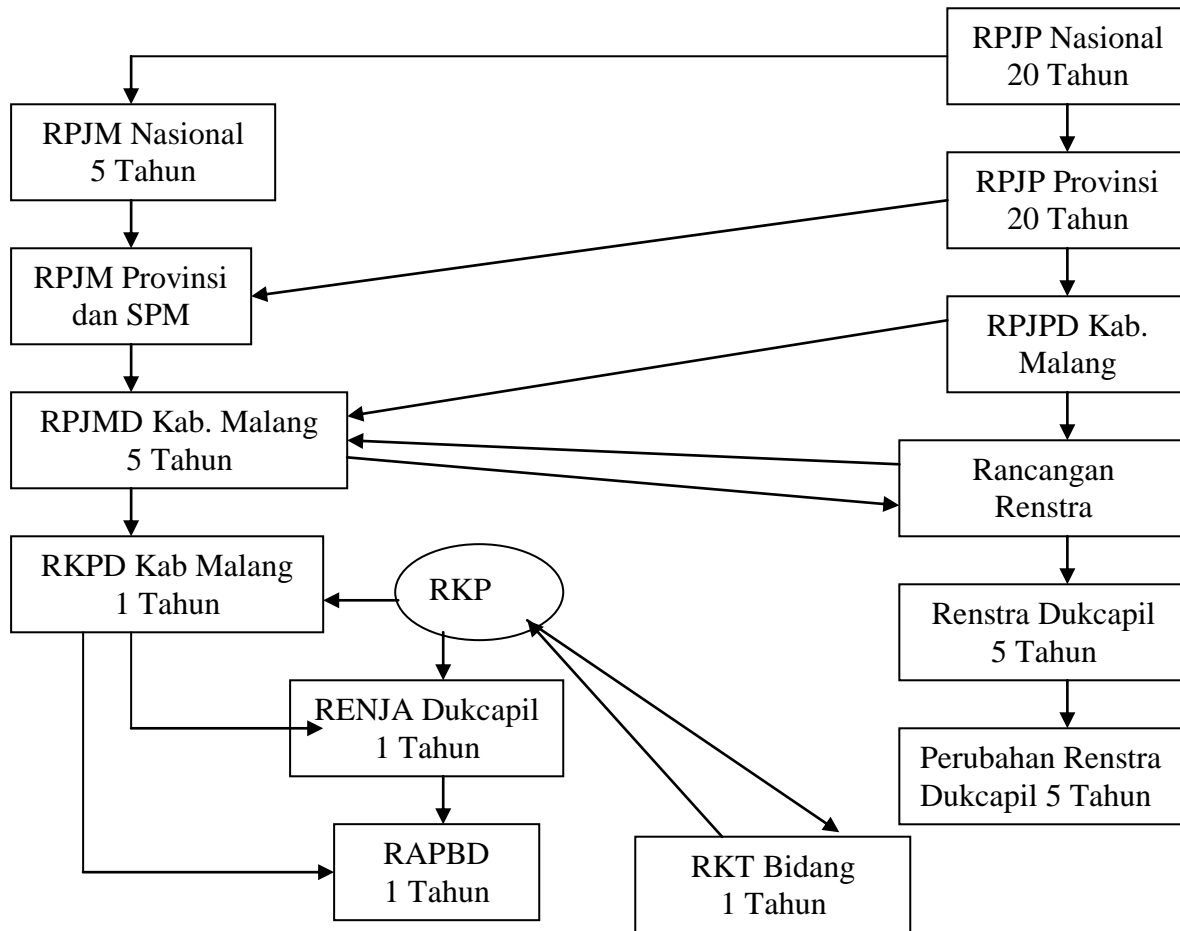 RPJP Nasional
20 Tahun
RPJM Nasional
5 Tahun
RPJP Provinsi
20 Tahun
RPJM Provinsi
dan SPM
RPJPD Kab.
Malang
RPJMD Kab. Malang
5 Tahun
Rancangan
Renstra
RKPD Kab Malang
1 Tahun
RKP
Renstra Dukcapil
5 Tahun
RENJA Dukcapil
1 Tahun
Perubahan Renstra
Dukcapil 5 Tahun
RAPBD
1 Tahun
RKT Bidang
1 Tahun